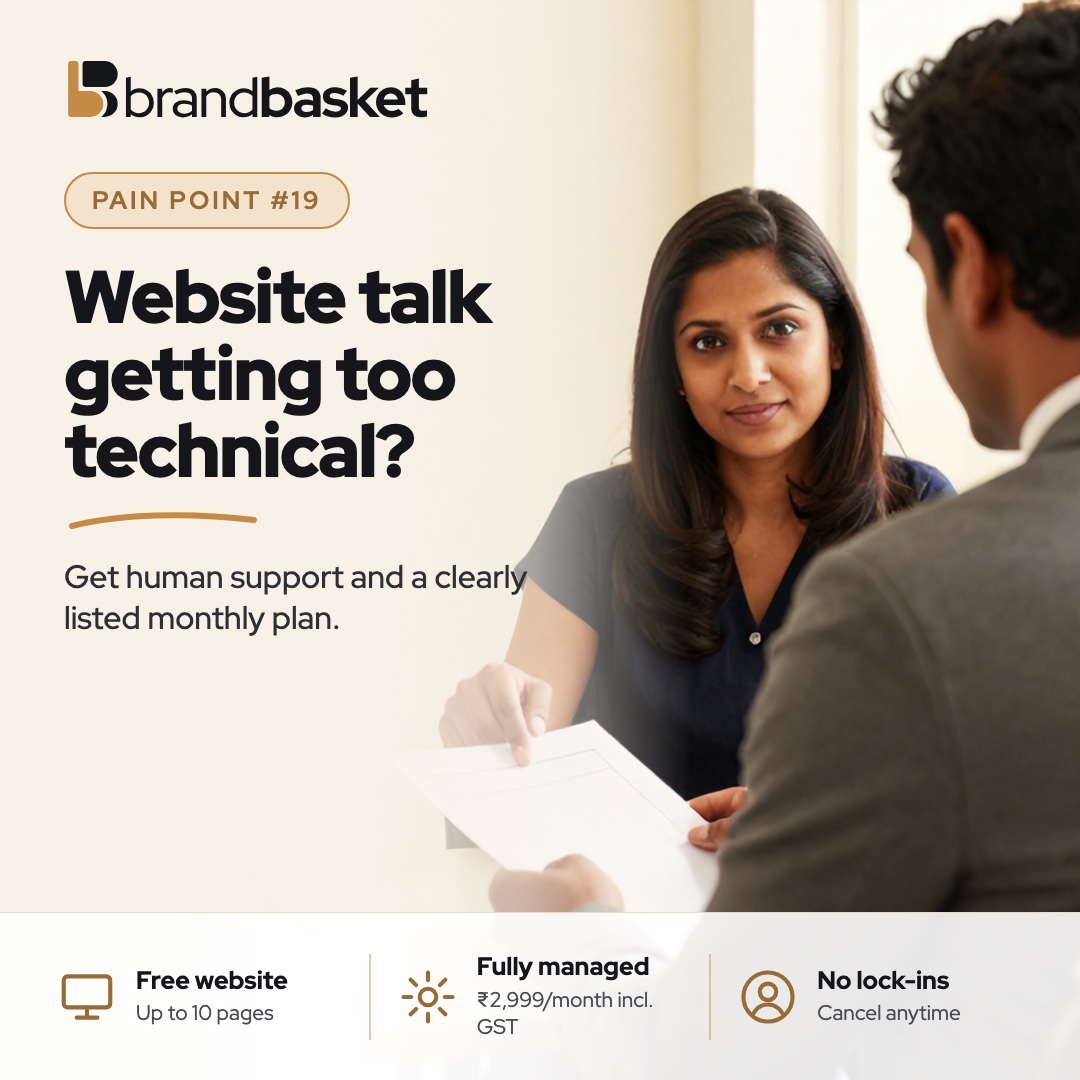 brandbasket
PAIN POINT #19
Website talk
getting too
technical?
Get human support and a clearly
listed monthly plan.
Free website
Up to 10 pages
Fully managed
₹2,999/month incl.
GST
No lock-ins
Cancel anytime